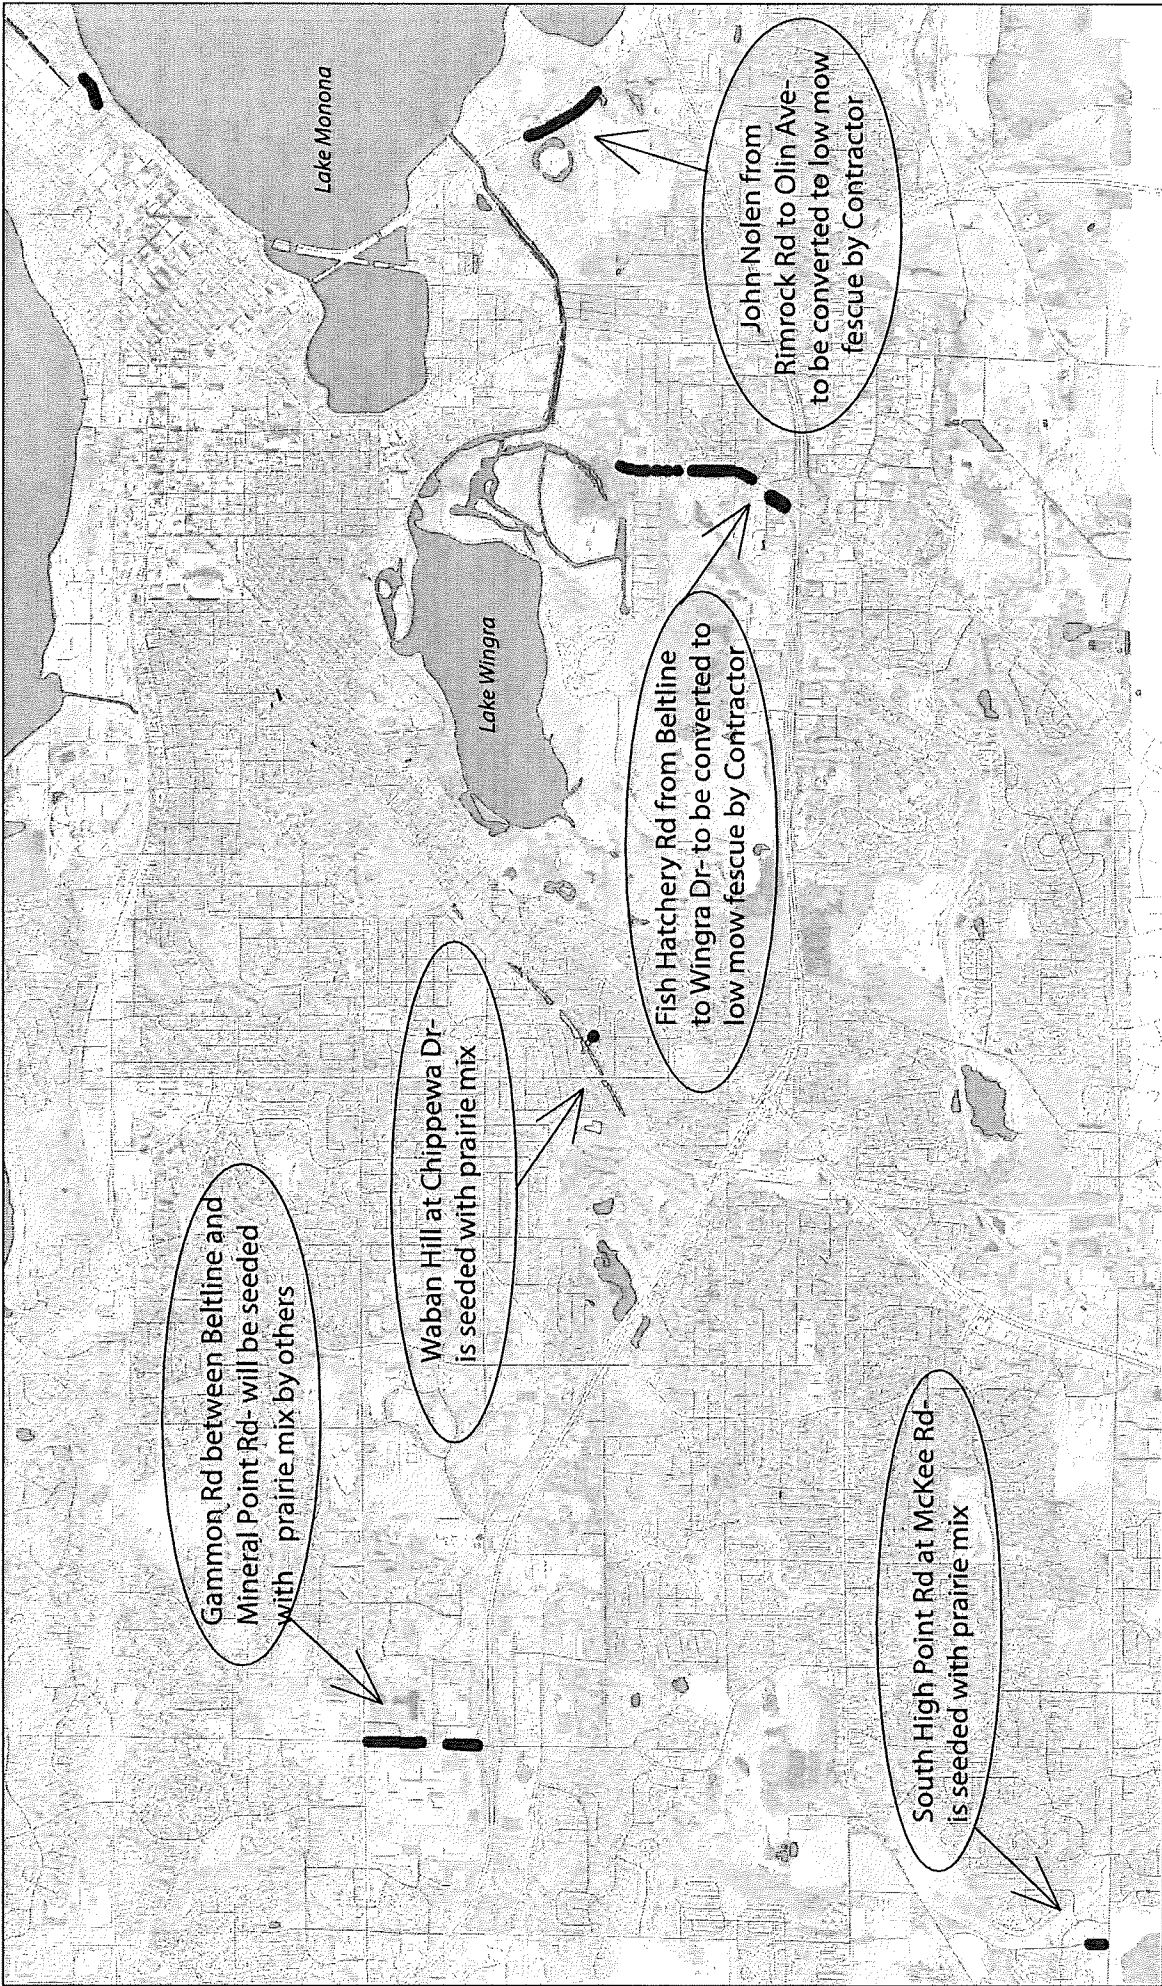 Lake Monona
John Nolen from
Rimrock Rd to Olin Ave-
to be converted to low mow
fescue by Contractor
Lake Wingra
Fish Hatchery Rd from Beltline
to Wingra Dr- to be converted to
low mow fescue by Contractor
Waban Hill at Chippewa Dr-
is seeded with prairie mix
Gammon Rd between Beltline and
Mineral Point Rd- will be seeded
with prairie mix by others
South High Point Rd at McKee Rd-
is seeded with prairie mix